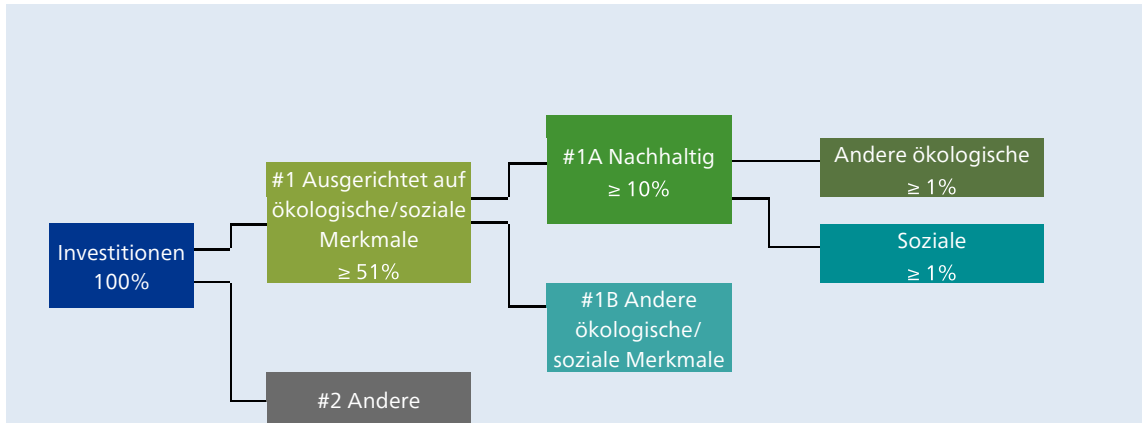 Investitionen
100%
#1 Ausgerichtet auf
ökologische/soziale
Merkmale
≥ 51%
#2 Andere
#1A Nachhaltig
≥ 10%
#1B Andere
ökologische/
soziale Merkmale
Andere ökologische
≥ 1%
Soziale
≥ 1%